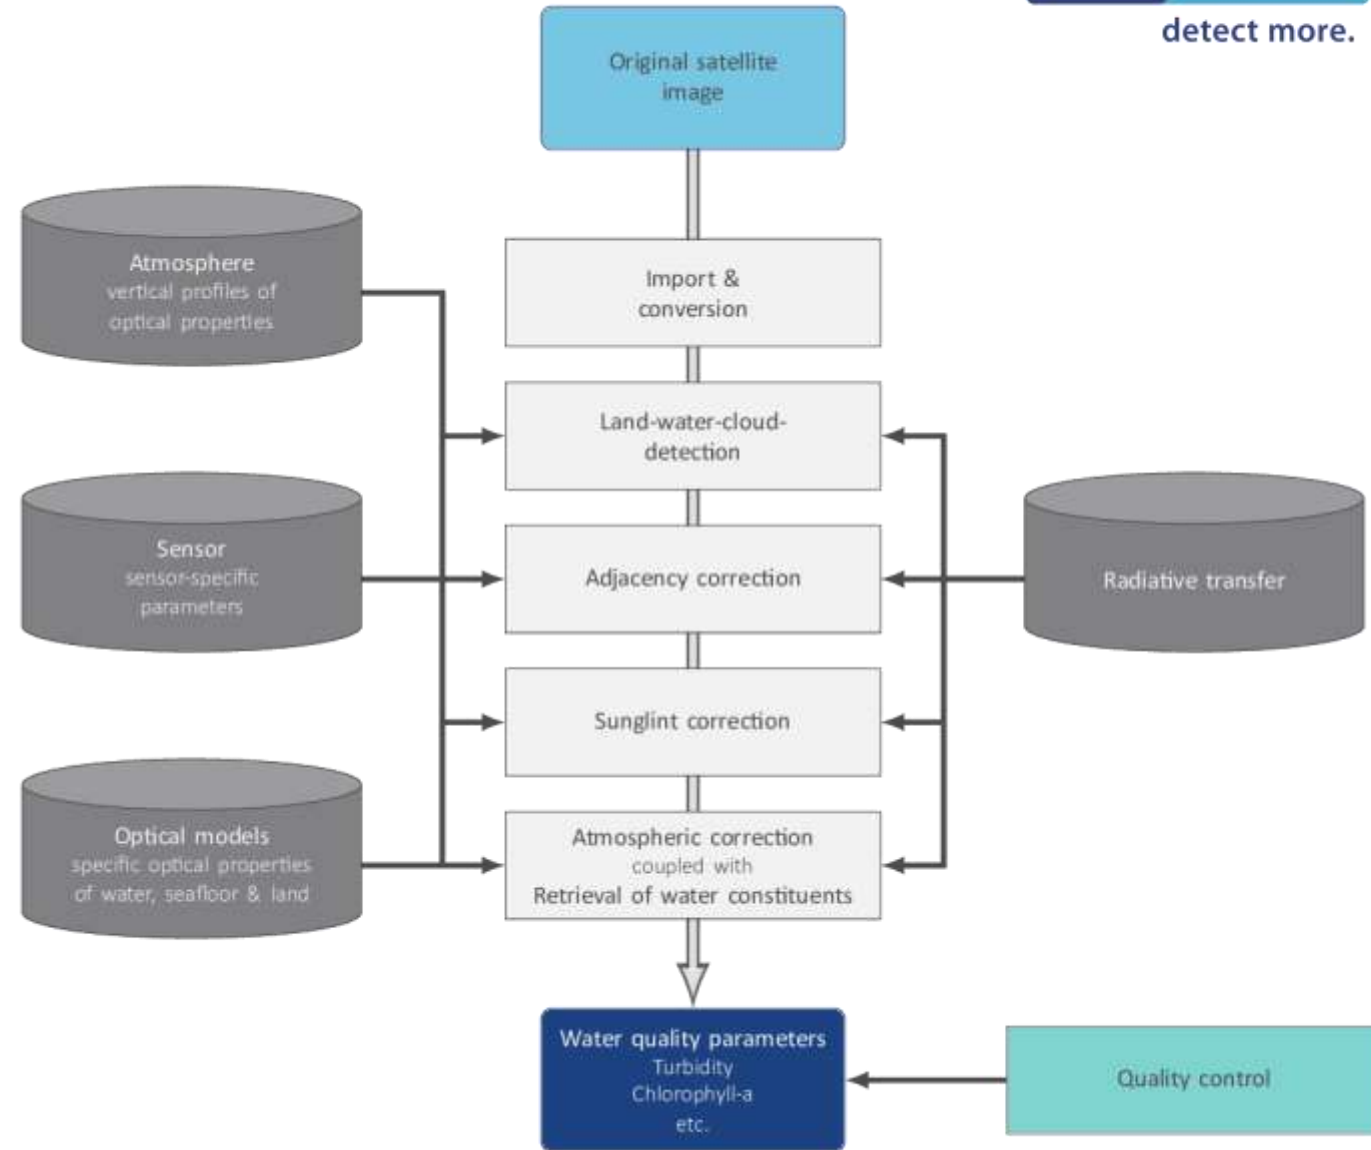 detect more.
Original satellite
image
Atmosphere
vertical profiles of
optical properties
Import &
conversion
Land-water-cloud-
detection
Sensor
sensor-specific
parameters
Adjacency correction
Radiative transfer
Sunglint correction
Optical models
specific optical properties
of water, seafloor & land
Atmospheric correction
coupled with
Retrieval of water constituents
Water quality parameters
Turbidity
Chlorophyll-a
etc.
Quality control